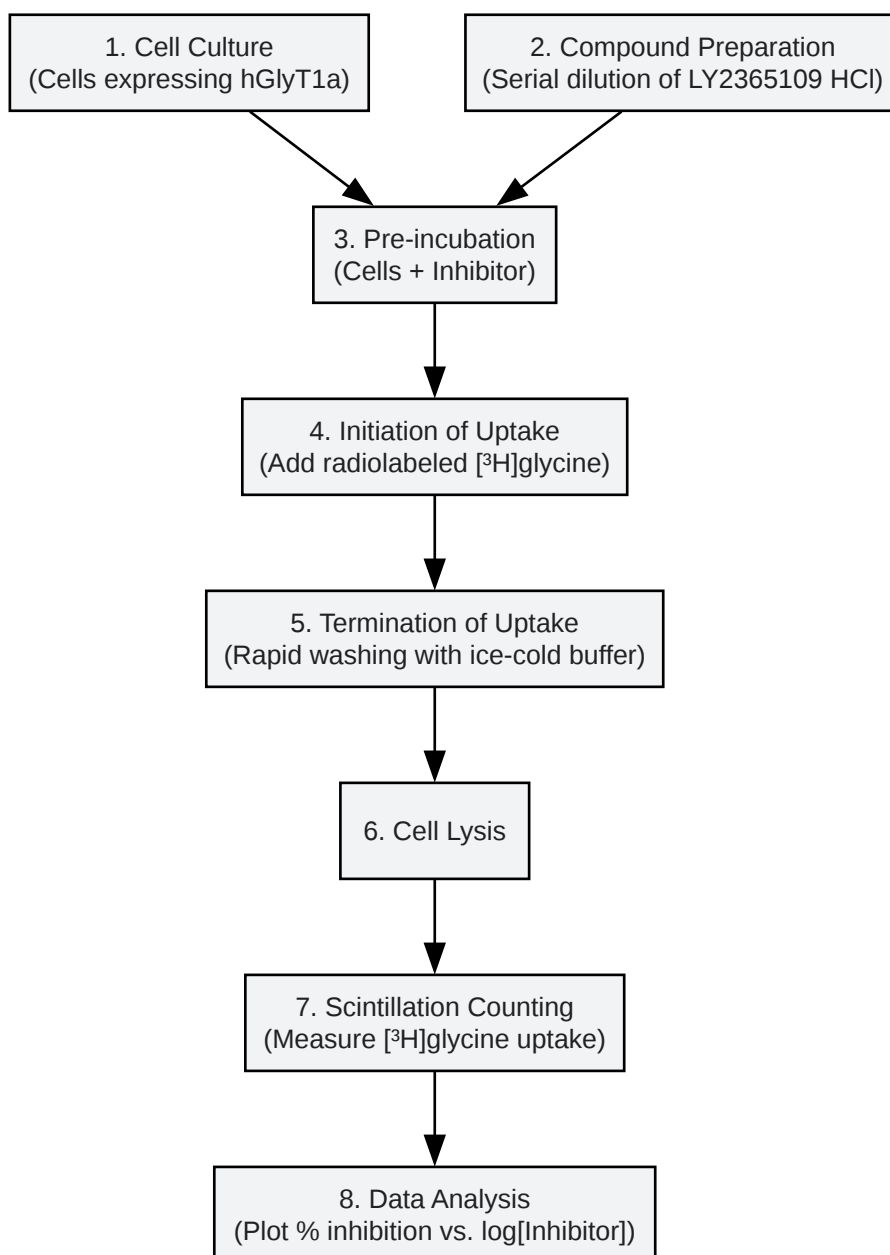 1. Cell Culture
(Cells expressing hGlyT1a)
2. Compound Preparation
(Serial dilution of LY2365109 HCl)
3. Pre-incubation
(Cells + Inhibitor)
4. Initiation of Uptake
(Add radiolabeled [³H]glycine)
5. Termination of Uptake
(Rapid washing with ice-cold buffer)
6. Cell Lysis
7. Scintillation Counting
(Measure [³H]glycine uptake)
8. Data Analysis
(Plot % inhibition vs. log[Inhibitor])